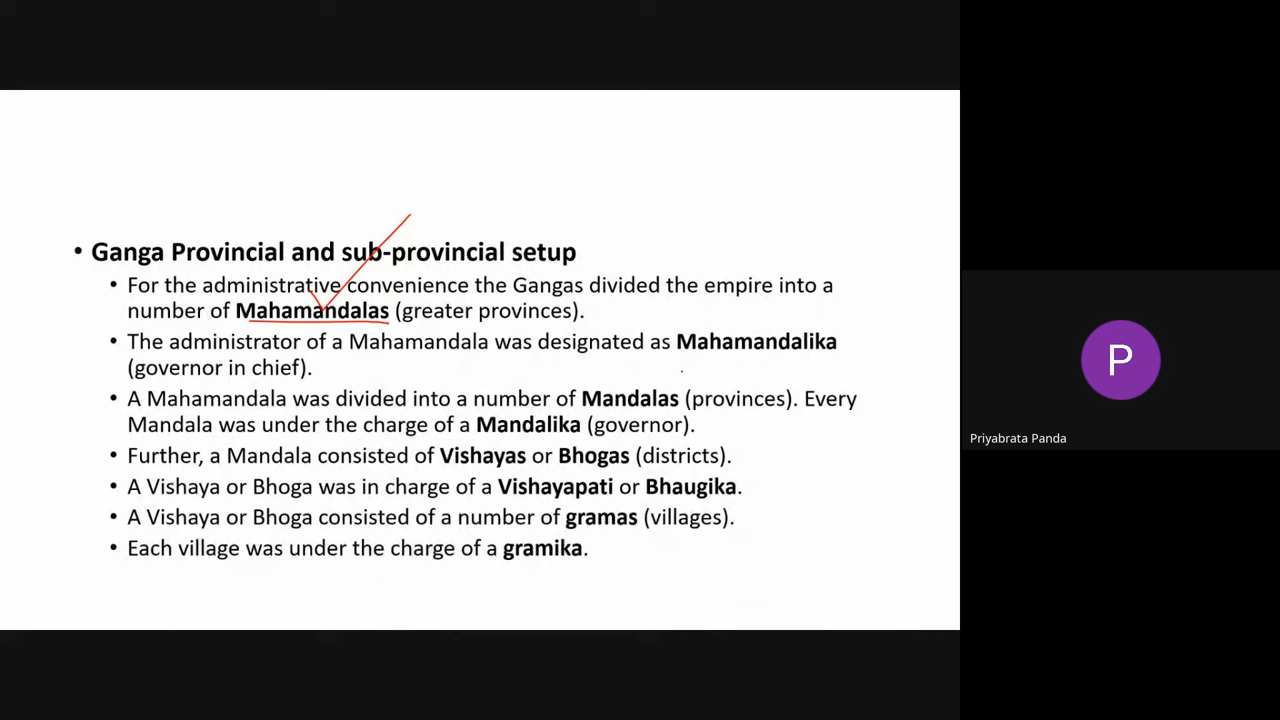 • Ganga Provincial and sub-provincial setup
• For the administrative convenience the Gangas divided the empire into a
number of Mahamandalas (greater provinces).
• The administrator of a Mahamandala was designated as Mahamandalika
(governor in chief).
• A Mahamandala was divided into a number of Mandalas (provinces). Every
Mandala was under the charge of a Mandalika (governor).
• Further, a Mandala consisted of Vishayas or Bhogas (districts).
• A Vishaya or Bhoga was in charge of a Vishayapati or Bhaugika.
• A Vishaya or Bhoga consisted of a number of gramas (villages).
• Each village was under the charge of a gramika.
P
Priyabrata Panda